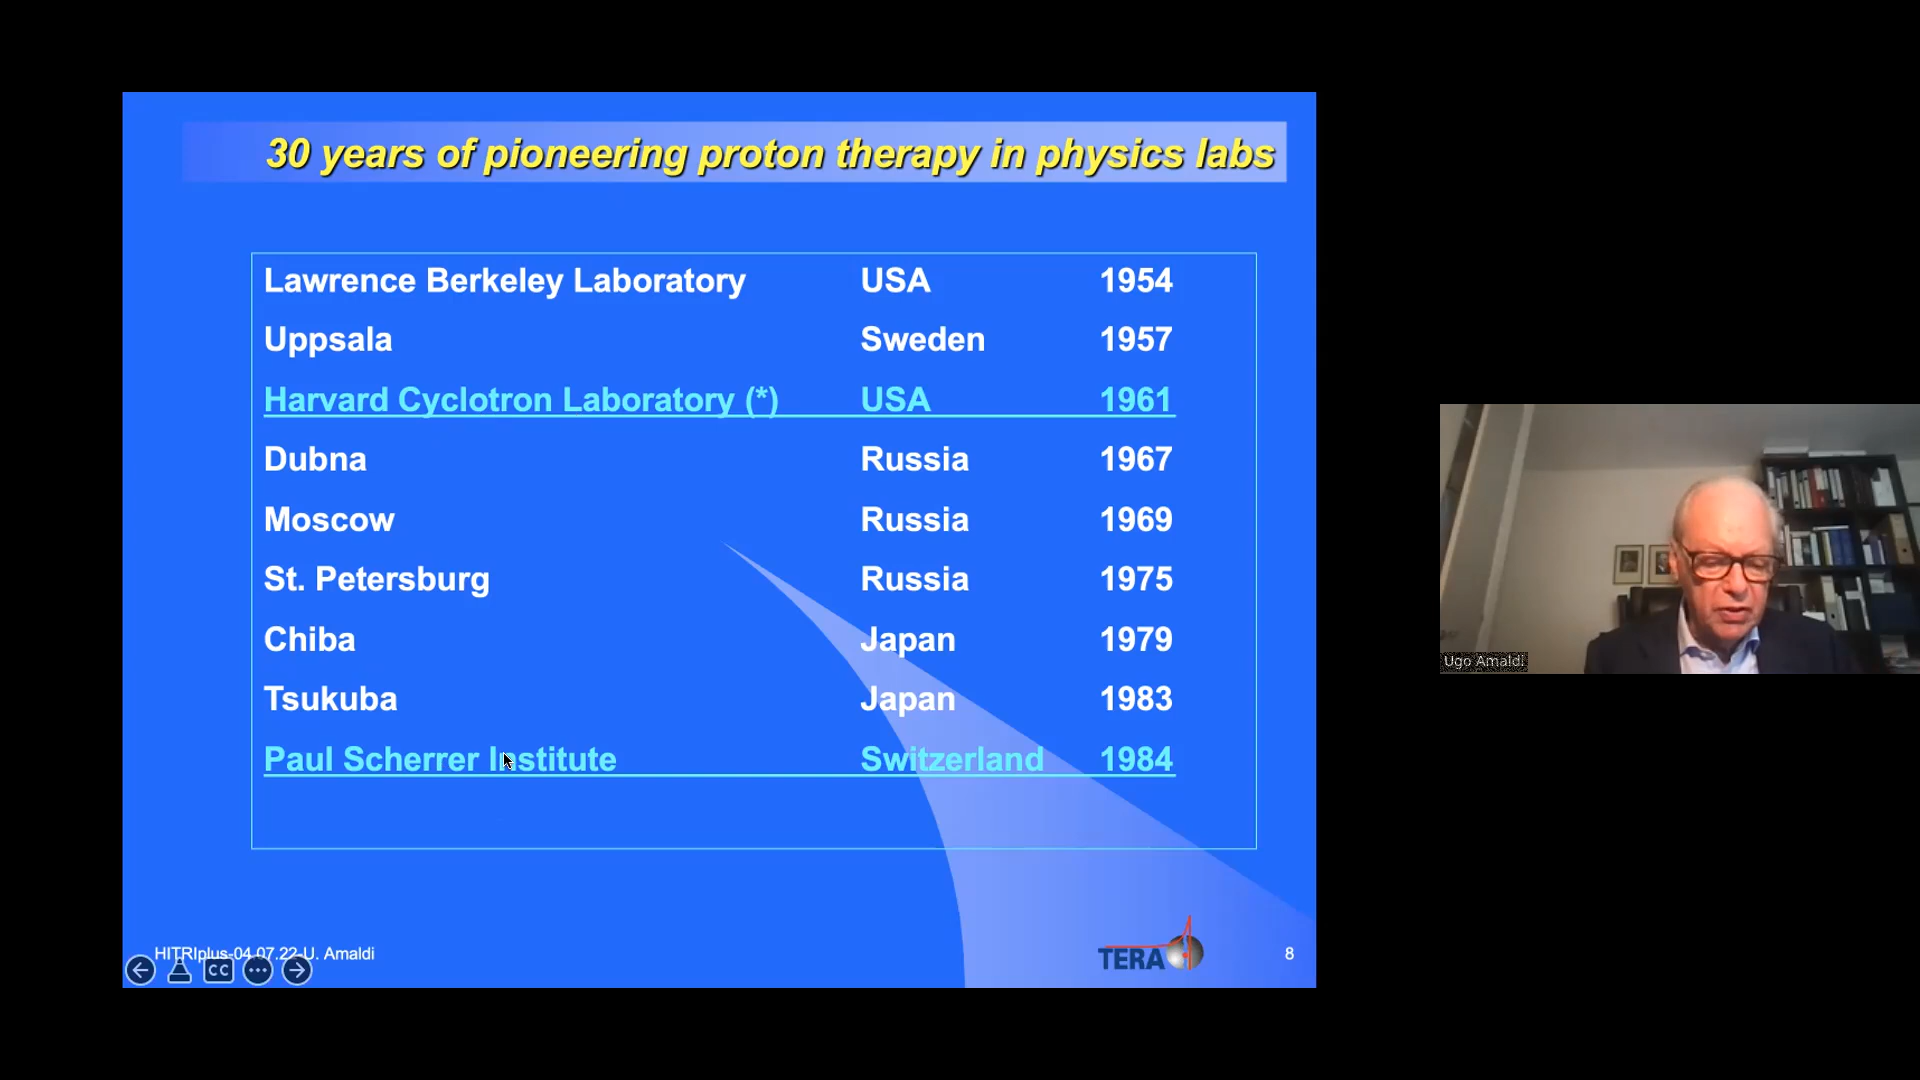 30 years of pioneering proton therapy in physics labs
Lawrence Berkeley Laboratory USA 1954
Uppsala Sweden 1957
Harvard Cyclotron Laboratory (*) USA 1961
Dubna Russia 1967
Moscow Russia 1969
St. Petersburg Russia 1975
Chiba Japan 1979
Tsukuba Japan 1983
Paul Scherrer Institute Switzerland 1984
Ugo Amaldi
HITRIplus-04.07.22-U. Amaldi
TERA
8
CC